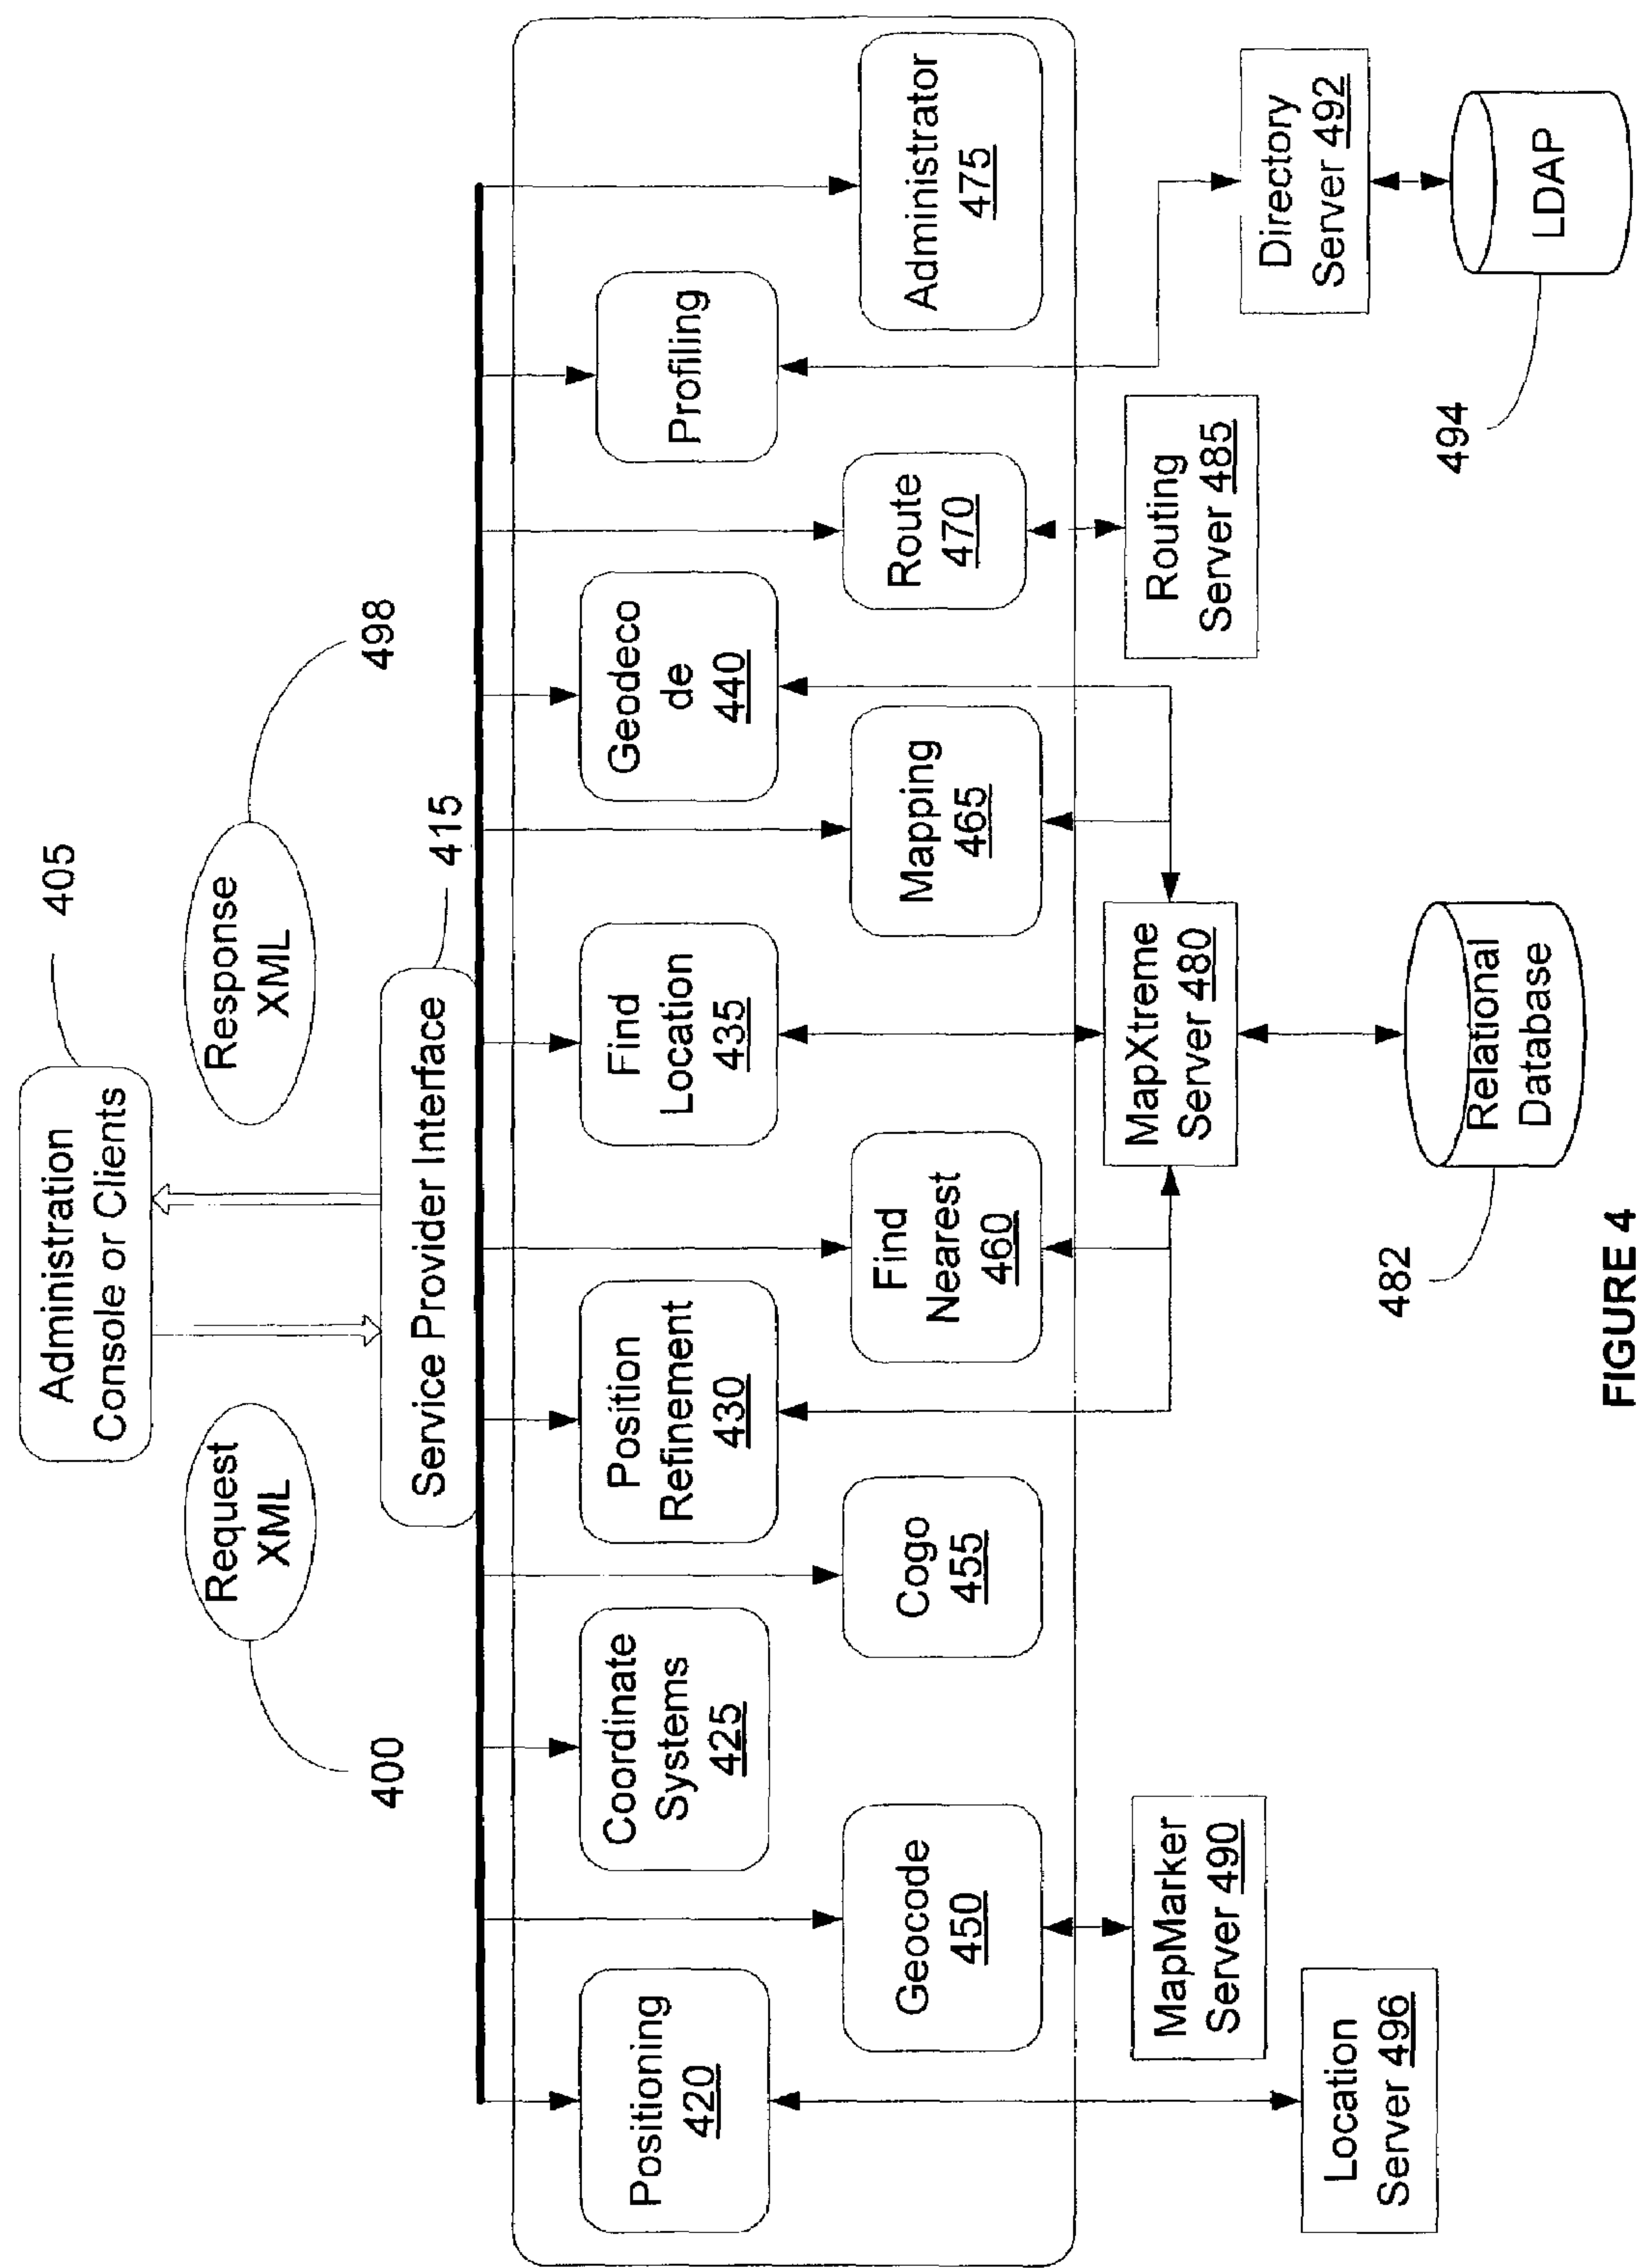 Administration
Console or Clients
405
Request
XML
400
Response
XML
498
Service Provider Interface
415
Positioning
420
Coordinate
Systems
425
Position
Refinement
430
Find
Location
435
Geodeco
de
440
Profiling
Geocode
450
Cogo
455
Find
Nearest
460
Mapping
465
Route
470
Administrator
475
MapMarker
Server 490
MapXtreme
Server 480
Routing
Server 485
Directory
Server 492
Location
Server 496
Relational
Database
482
LDAP
494
FIGURE 4